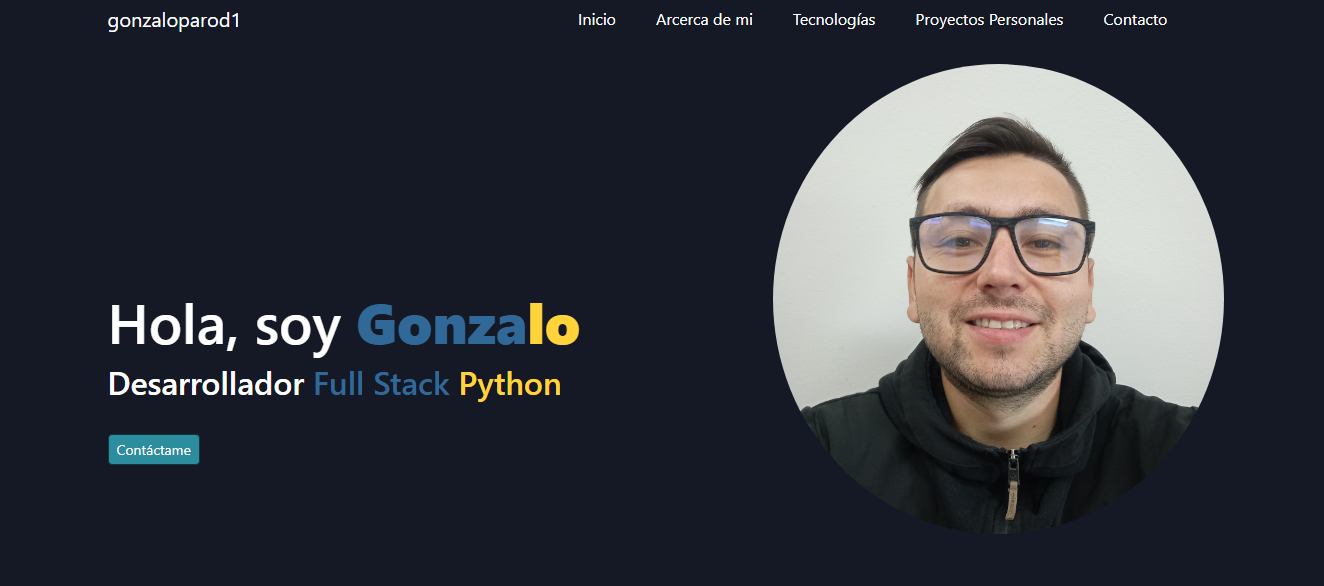 gonzaloparod1
Inicio Arcerca de mi Tecnologías Proyectos Personales Contacto
Hola, soy Gonzalo
Desarrollador Full Stack Python
Contáctame